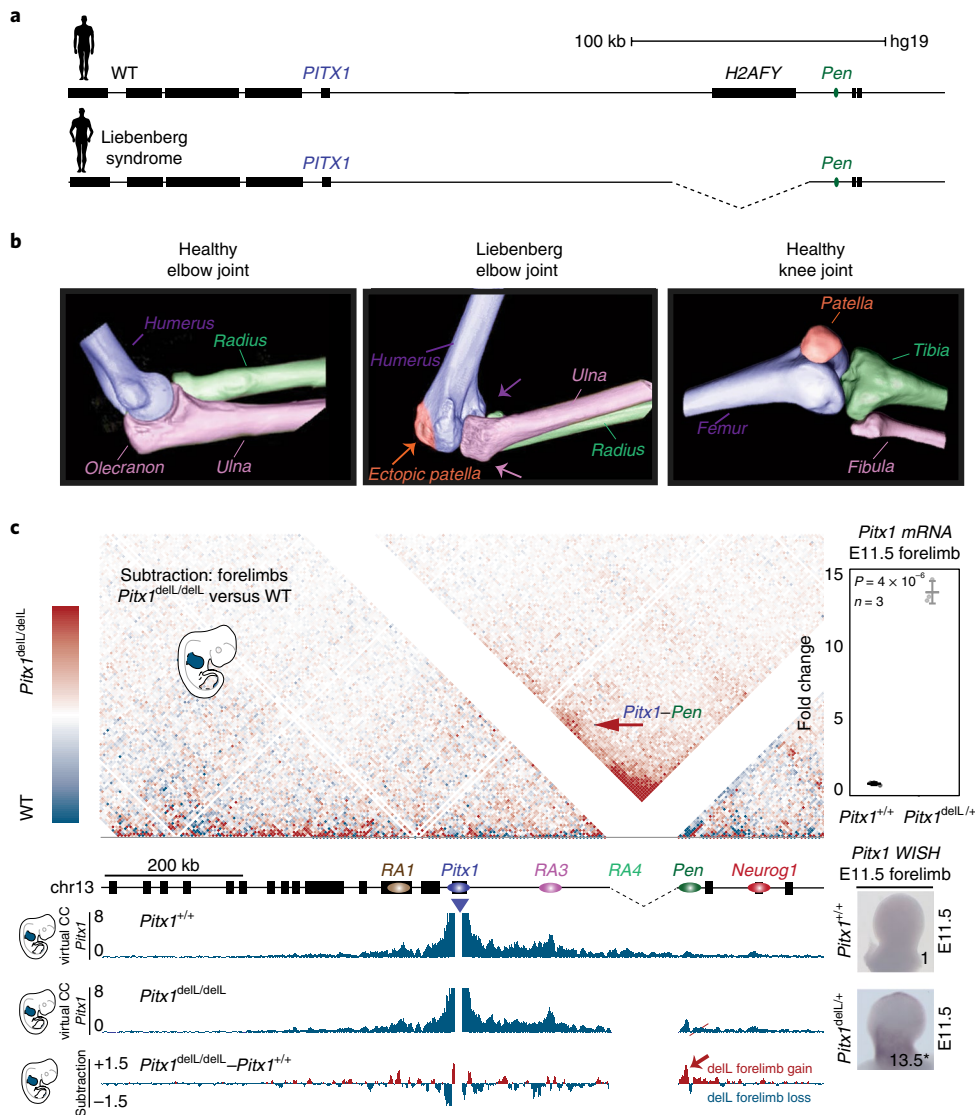 a
100 kb
hg19
WT
PITX1
H2AFY
Pen
Liebenberg
syndrome
PITX1
Pen
b
Healthy
elbow joint
Liebenberg
elbow joint
Healthy
knee joint
Humerus
Radius
Olecranon
Ulna
Humerus
Ulna
Radius
Ectopic patella
Patella
Tibia
Femur
Fibula
c
Subtraction: forelimbs
Pitx1delL/delL versus WT
Pitx1delL/delL
WT
Pitx1–Pen
Pitx1 mRNA
E11.5 forelimb
P = 4 × 10−6
n = 3
Fold change
15
10
5
0
Pitx1+/+ Pitx1delL/+
200 kb
chr13
RA1
Pitx1
RA3
RA4
Pen
Neurog1
virtual CC
Pitx1
8
0
Pitx1+/+
virtual CC
Pitx1
8
0
Pitx1delL/delL
Subtraction
+1.5
−1.5
Pitx1delL/delL–Pitx1+/+
delL forelimb gain
delL forelimb loss
Pitx1 WISH
E11.5 forelimb
Pitx1+/+
1
E11.5
Pitx1delL/+
13.5*
E11.5